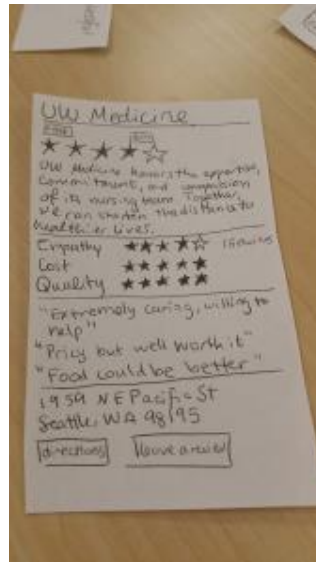 UW Medicine
★★★★☆
UW Medicine honors the expertise,
commitment, and compassion
of its nursing team. Together,
we can shorten the distance to
healthier lives.
Empathy ★★★★☆
Cost ★★★★★
Quality ★★★★★
"Extremely caring, willing to
help"
"Pricy but well worth it"
"Food could be better"
1959 NE Pacific St
Seattle, WA 98195
directions
leave a review